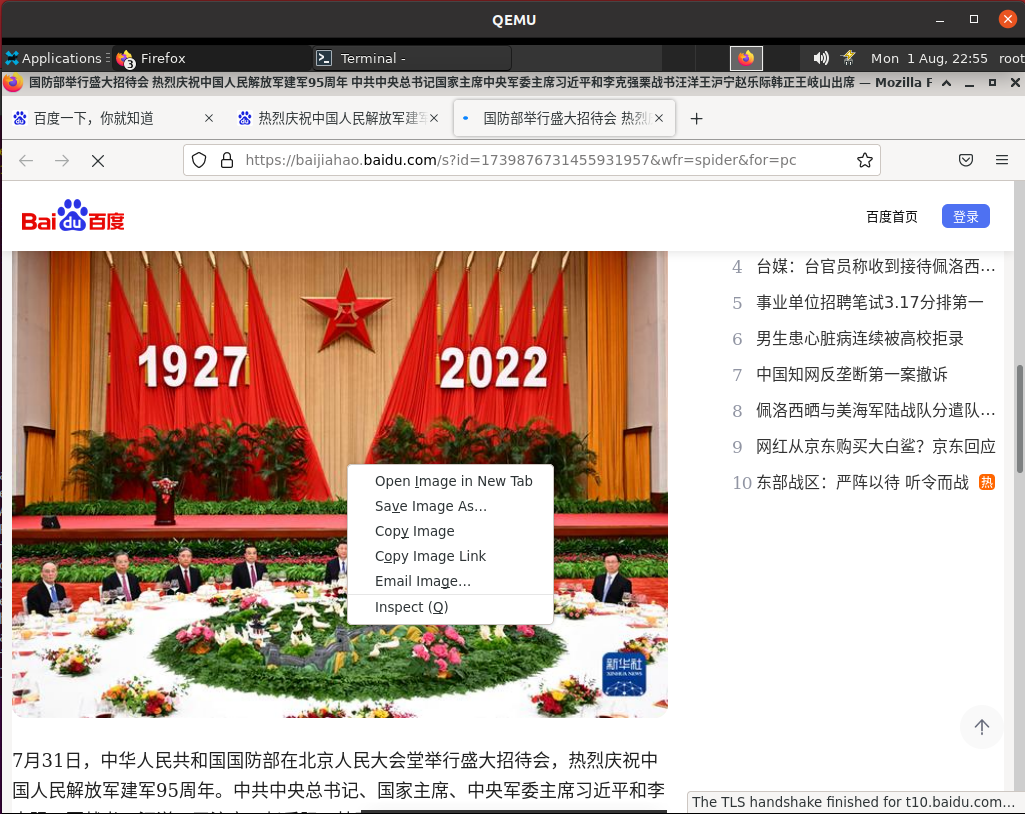 QEMU
Applications
3
Firefox
Terminal -
Mon 1 Aug, 22:55
root
国防部举行盛大招待会 热烈庆祝中国人民解放军建军95周年 中共中央总书记国家主席中央军委主席习近平和李克强栗战书汪洋王沪宁赵乐际韩正王岐山出席 — Mozilla F
百度一下，你就知道
热烈庆祝中国人民解放军建军
国防部举行盛大招待会 热烈
https://baijiahao.baidu.com/s?id=1739876731455931957&wfr=spider&for=pc
Bai du 百度
百度首页
登录
4 台媒：台官员称收到接待佩洛西…
5 事业单位招聘笔试3.17分排第一
6 男生患心脏病连续被高校拒录
7 中国知网反垄断第一案撤诉
8 佩洛西晒与美海军陆战队分遣队…
9 网红从京东购买大白鲨？京东回应
10 东部战区：严阵以待 听令而战 热
1927
八一
2022
Open Image in New Tab
Save Image As…
Copy Image
Copy Image Link
Email Image…
Inspect (Q)
新华社
XINHUA NEWS
7月31日，中华人民共和国国防部在北京人民大会堂举行盛大招待会，热烈庆祝中
国人民解放军建军95周年。中共中央总书记、国家主席、中央军委主席习近平和李
The TLS handshake finished for t10.baidu.com…